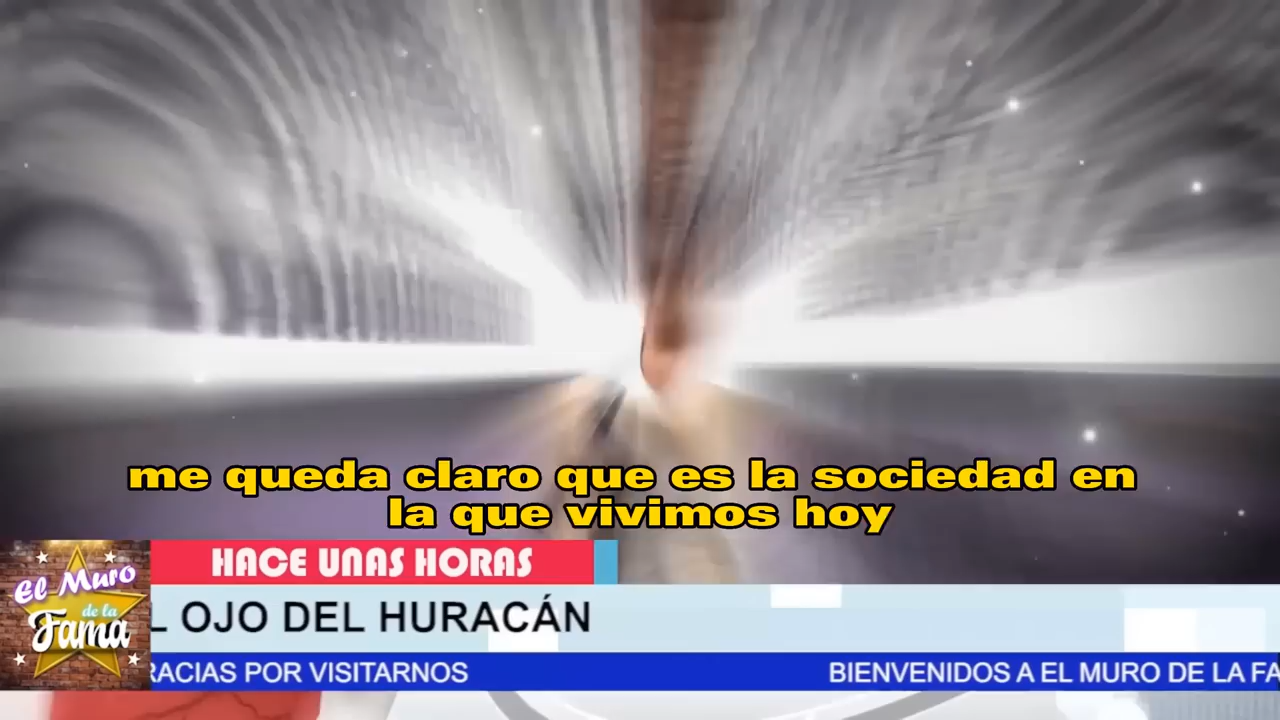 me queda claro que es la sociedad en
la que vivimos hoy
HACE UNAS HORAS
El Muro
de la
Fama
L OJO DEL HURACÁN
RACIAS POR VISITARNOS
BIENVENIDOS A EL MURO DE LA FA